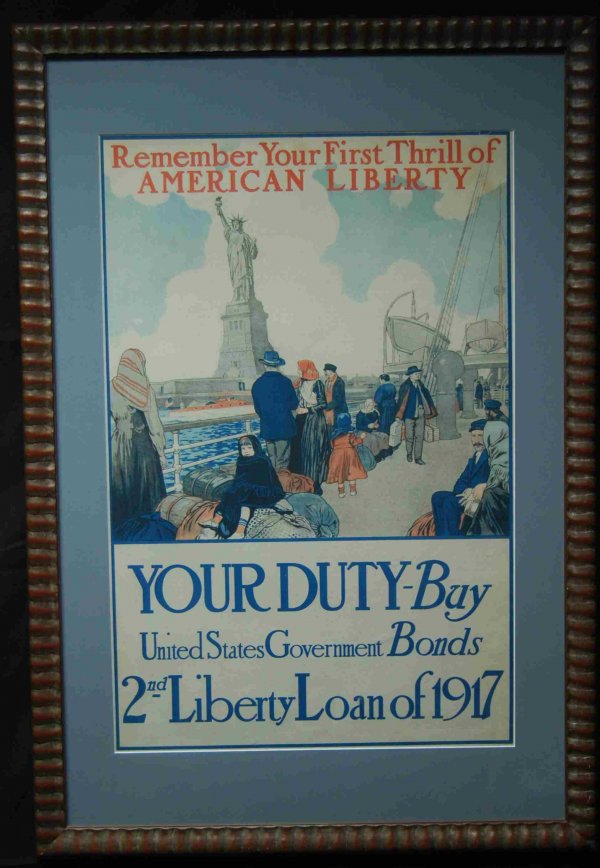 Remember Your First Thrill of
AMERICAN LIBERTY
YOUR DUTY-Buy
United States Government Bonds
2nd Liberty Loan of 1917